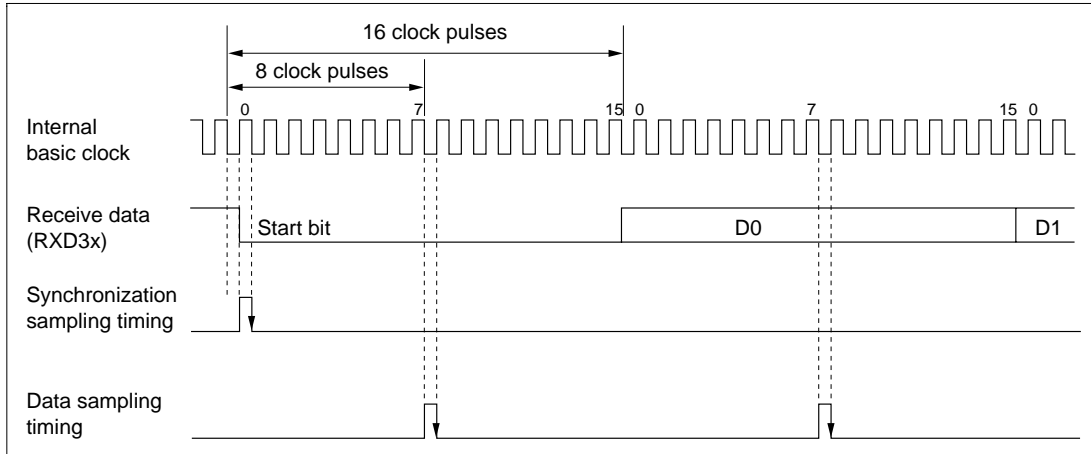 16 clock pulses
8 clock pulses
0 7 15 0 7 15 0
Internal
basic clock
Receive data
(RXD3x)
Start bit D0 D1
Synchronization
sampling timing
Data sampling
timing